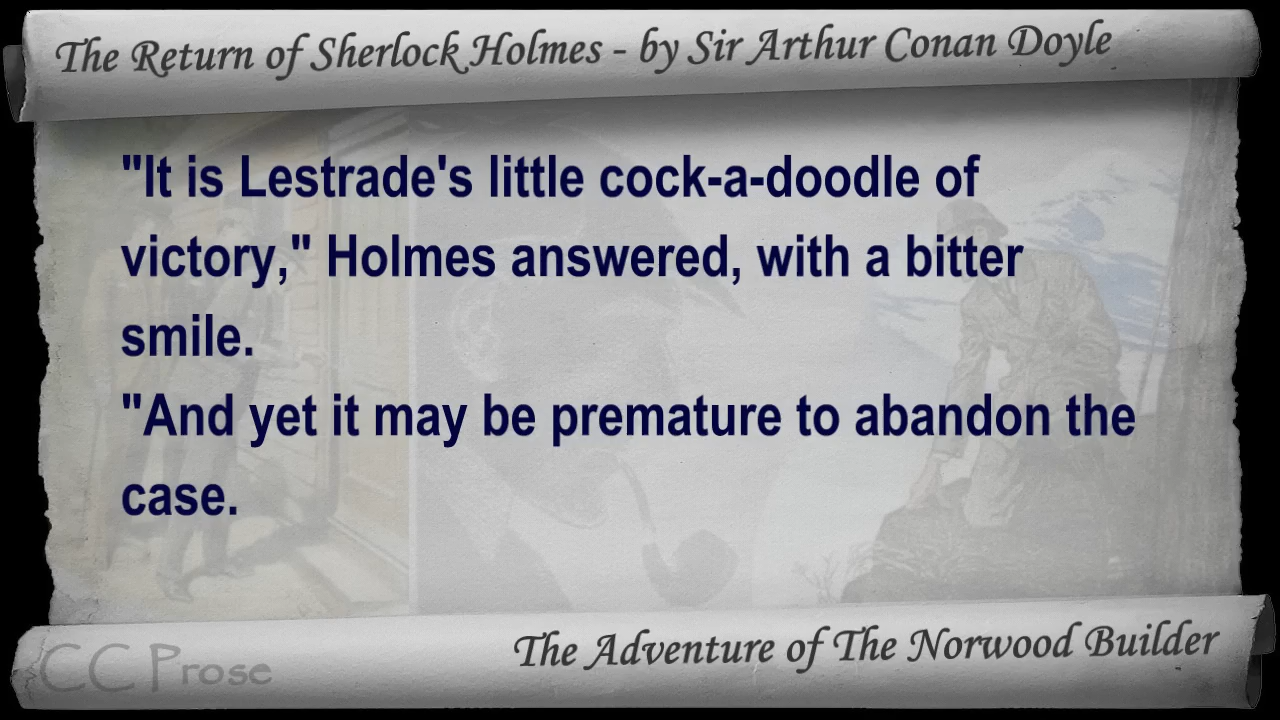 The Return of Sherlock Holmes - by Sir Arthur Conan Doyle
"It is Lestrade's little cock-a-doodle of
victory," Holmes answered, with a bitter
smile.
"And yet it may be premature to abandon the
case.
The Adventure of The Norwood Builder
CC Prose